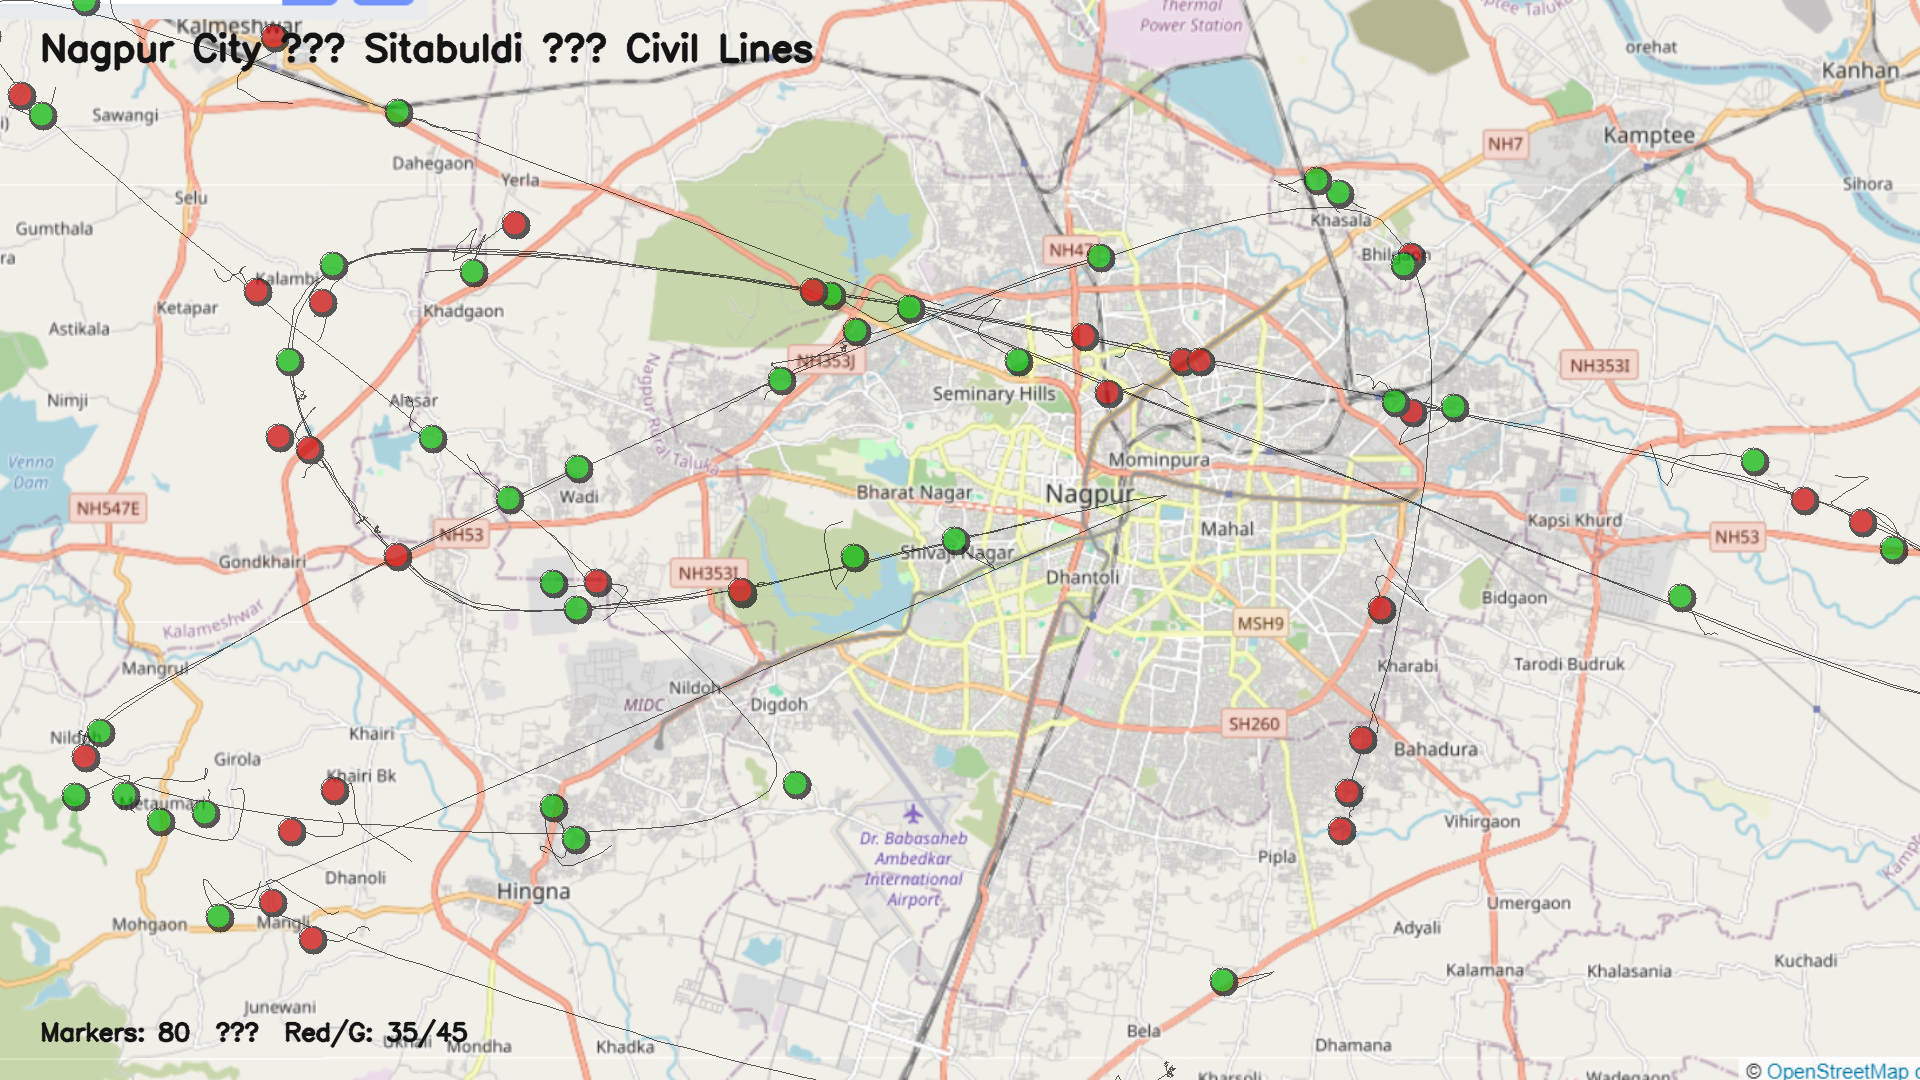 Thermal
Power Station
Kalmeshwar
Nagpur City ??? Sitabuldi ??? Civil Lines
orehat
Kanhan
Sawangi
Kamptee
NH7
Dahegaon
Yerla
Sihora
Selu
Khasala
Gumthala
NH47
Kalambi
Ketapar
Khadgaon
Astikala
NH353J
NH353I
Seminary Hills
Nimji
Alesar
Nagpur Rural Taluka
Mominpura
Venna
Dam
Wadi
Bharat Nagar
Nagpur
NH547E
Mahal
Kapsi Khurd
NH53
NH53
Gondkhairi
Shivaji Nagar
NH353I
Dhantoli
Bidgaon
Kalameshwar
MSH9
Mangrul
Kharabi
Tarodi Budruk
Nildoh
MIDC
Digdoh
SH260
Khairi
Nildoh
Bahadura
Girola
Khairi Bk
Metaumari
Vihirgaon
Dr. Babasaheb
Ambedkar
International
Airport
Pipla
Dhanoli
Hingna
Umergaon
Mohgaon
Mangli
Adyali
Kalamana
Khalasania
Kuchadi
Junewani
Markers: 80 ??? Red/G: 35/45
Bela
Mondha
Khadka
Dhamana
Kharsoli
Wadegaon
© OpenStreetMap